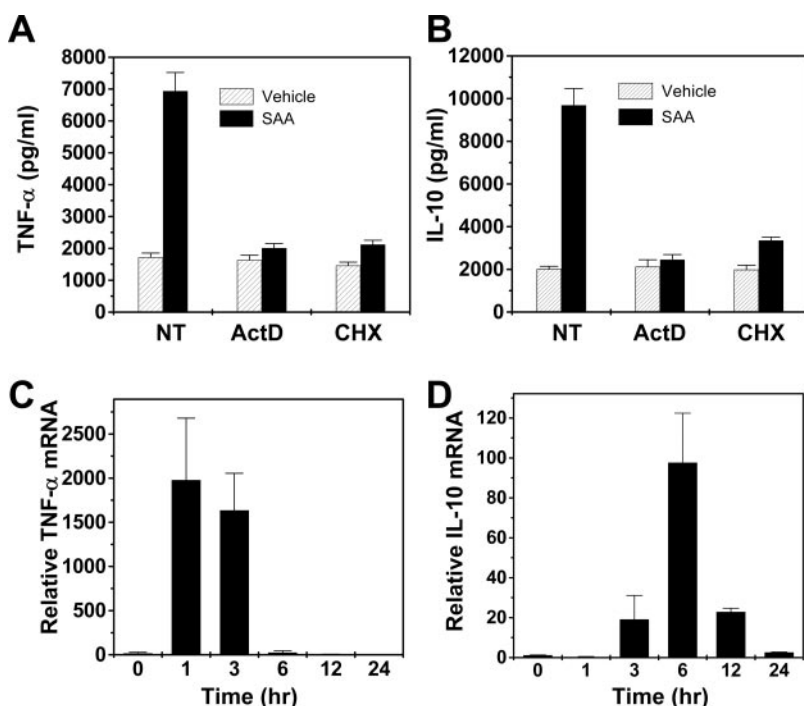 A
TNF-α (pg/ml)
8000
7000
6000
5000
4000
3000
2000
1000
0
Vehicle
SAA
NT ActD CHX
B
IL-10 (pg/ml)
12000
10000
8000
6000
4000
2000
0
Vehicle
SAA
NT ActD CHX
C
Relative TNF-α mRNA
2500
2000
1500
1000
500
0
0 1 3 6 12 24
Time (hr)
D
Relative IL-10 mRNA
120
100
80
60
40
20
0
0 1 3 6 12 24
Time (hr)